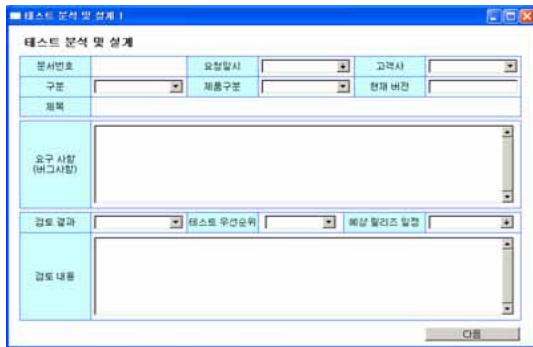 테스트 분석 및 설계 1
테스트 분석 및 설계
문서번호 요청일시 고객사
구분 제품구분 현재 버전
제목
요구 사항
(버그사항)
검토 결과 테스트 우선순위 예상 릴리즈 일정
검토 내용
다음